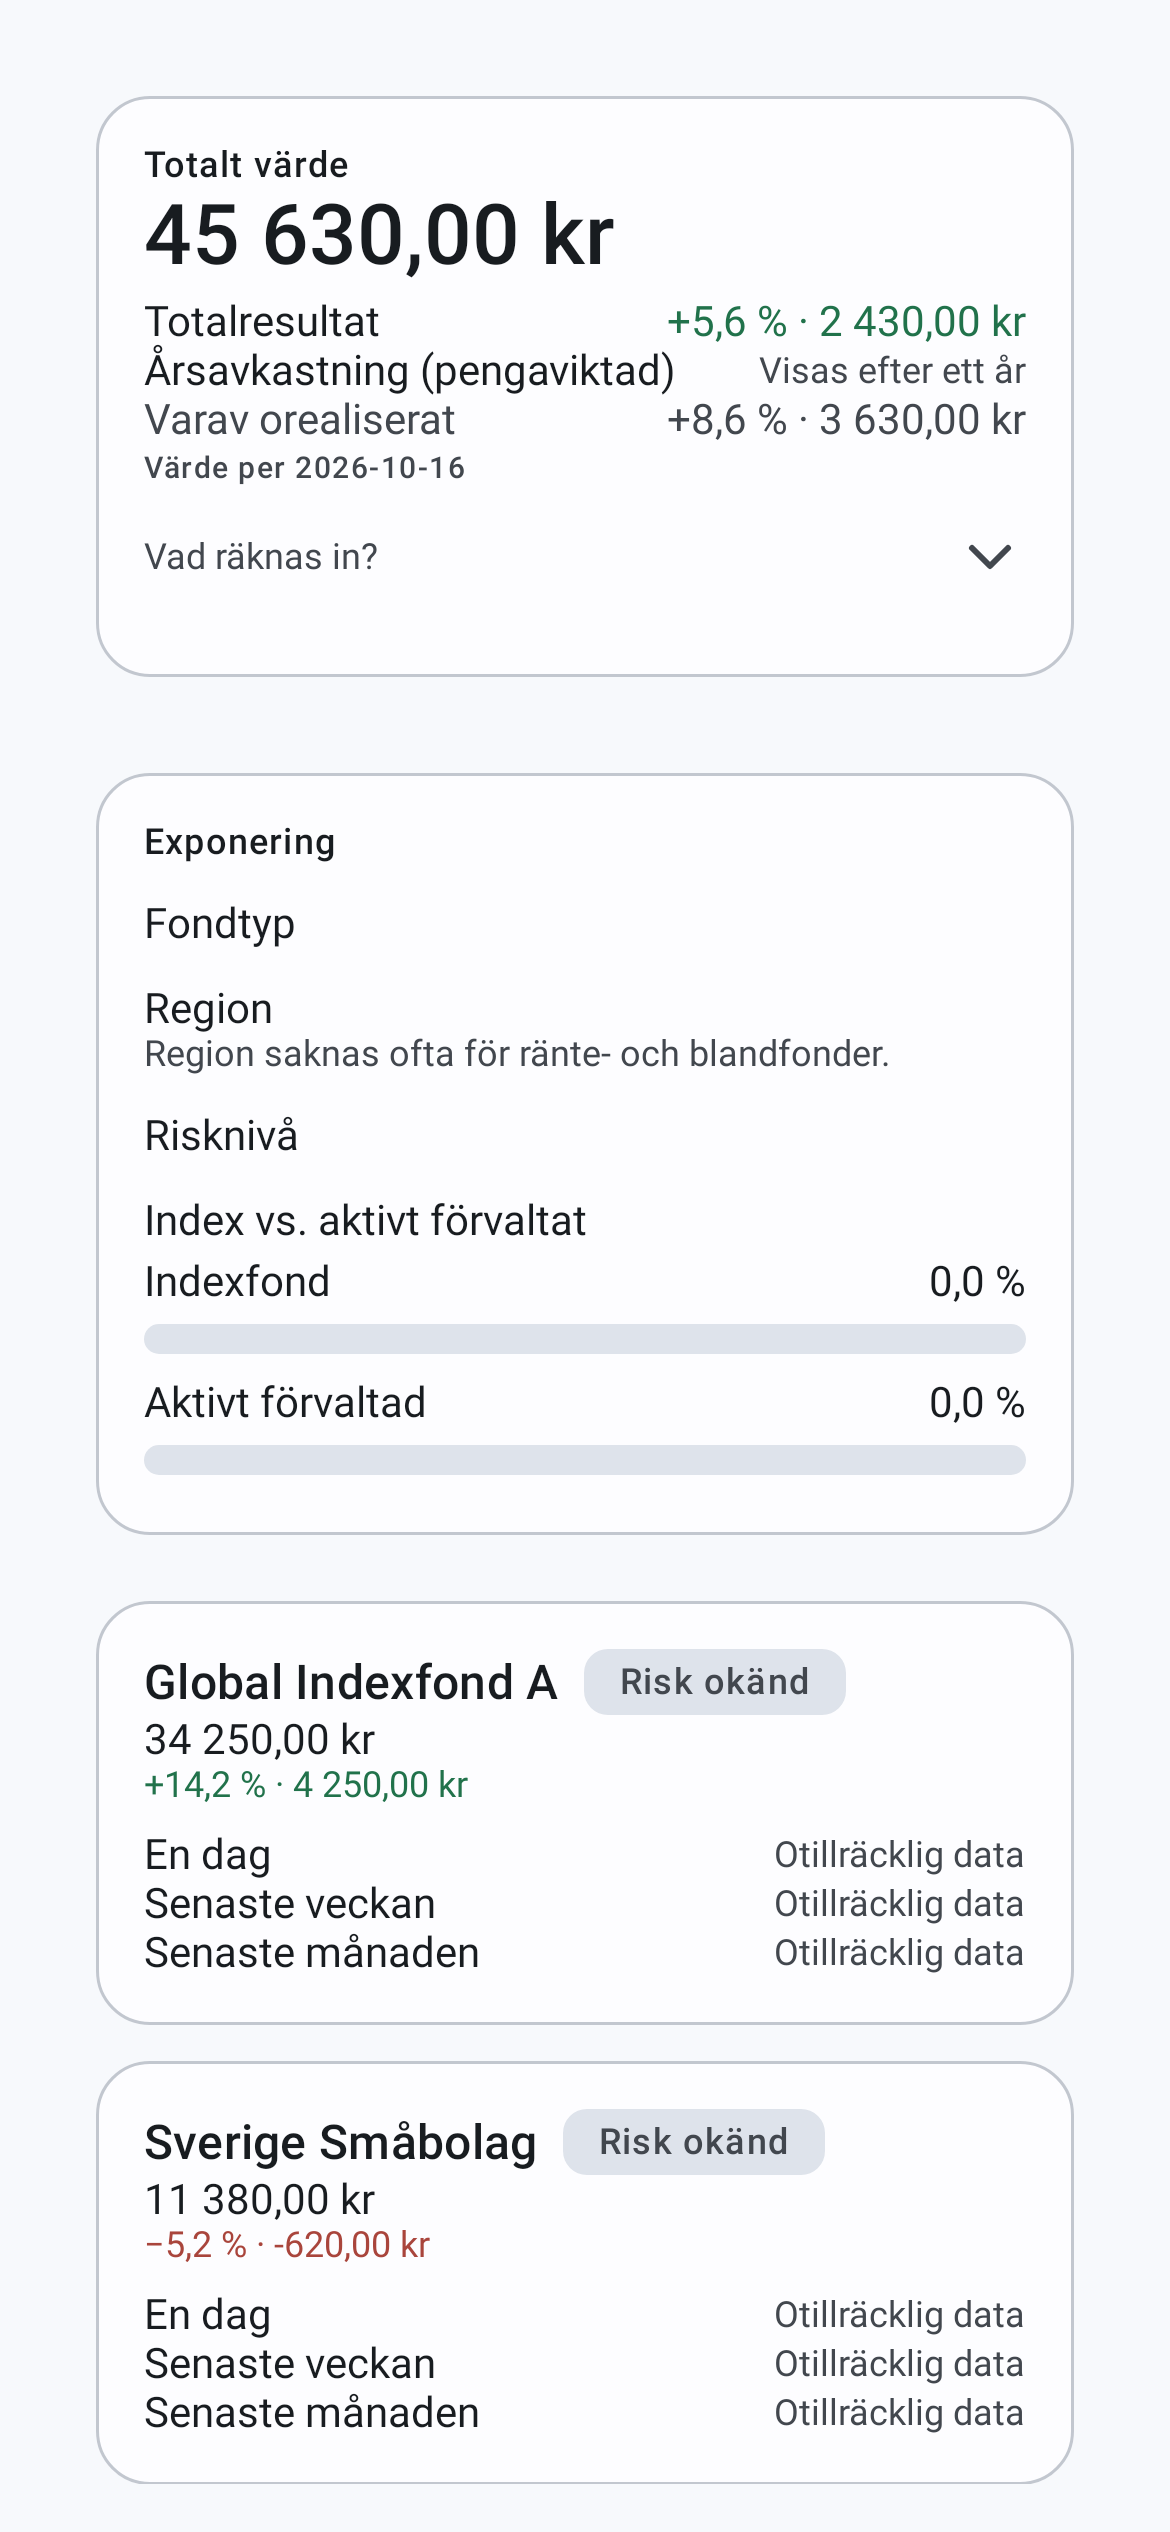 Totalt värde
45 630,00 kr
Totalresultat +5,6 % · 2 430,00 kr
Årsavkastning (pengaviktad) Visas efter ett år
Varav orealiserat +8,6 % · 3 630,00 kr
Värde per 2026-10-16
Vad räknas in?
Exponering
Fondtyp
Region
Region saknas ofta för ränte- och blandfonder.
Risknivå
Index vs. aktivt förvaltat
Indexfond 0,0 %
Aktivt förvaltad 0,0 %
Global Indexfond A Risk okänd
34 250,00 kr
+14,2 % · 4 250,00 kr
En dag Otillräcklig data
Senaste veckan Otillräcklig data
Senaste månaden Otillräcklig data
Sverige Småbolag Risk okänd
11 380,00 kr
−5,2 % · -620,00 kr
En dag Otillräcklig data
Senaste veckan Otillräcklig data
Senaste månaden Otillräcklig data